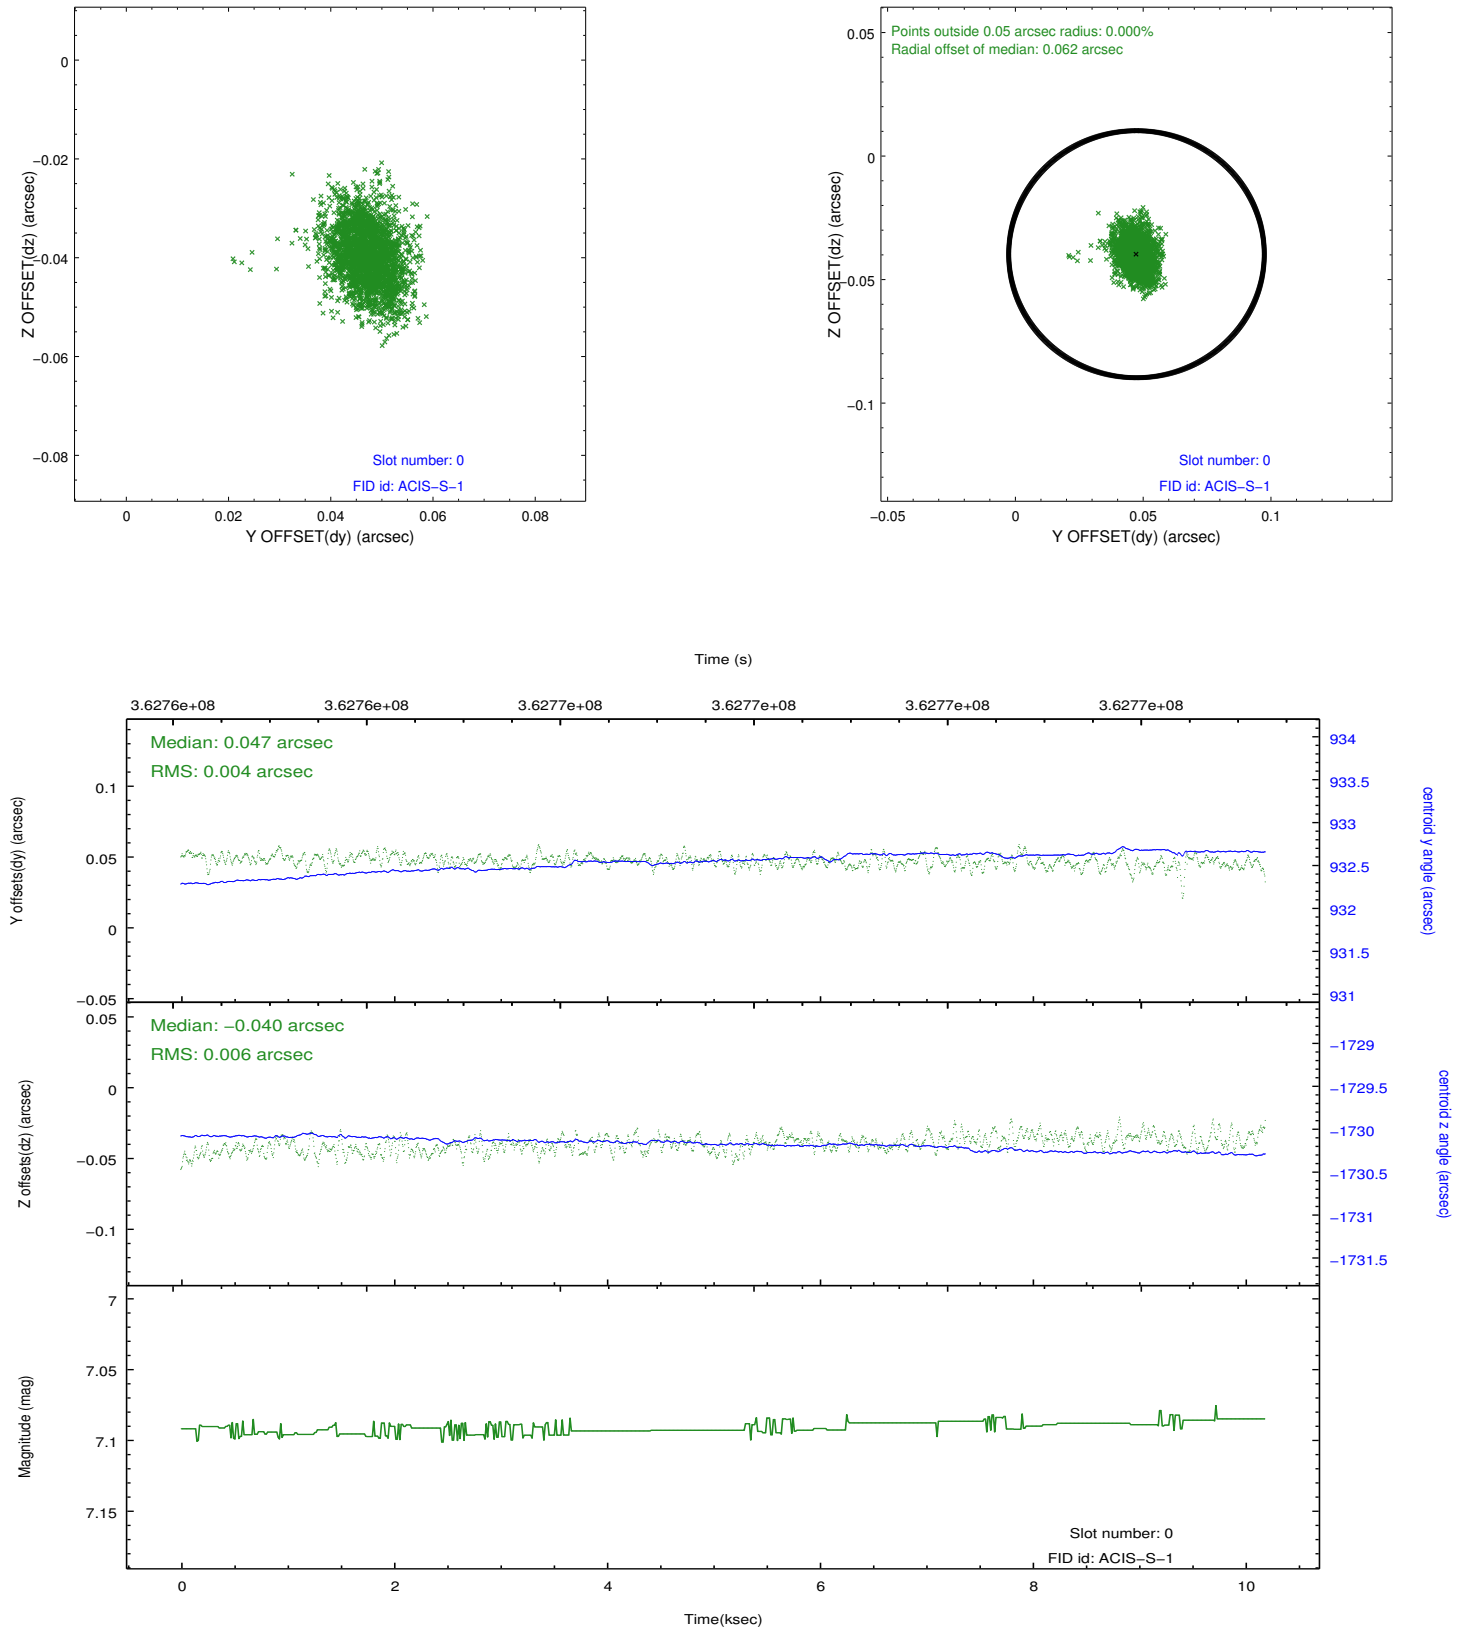 0
−0.02
−0.04
−0.06
−0.08
Z OFFSET(dz) (arcsec)
Slot number: 0
FID id: ACIS−S−1
0 0.02 0.04 0.06 0.08
Y OFFSET(dy) (arcsec)
Points outside 0.05 arcsec radius: 0.000%
Radial offset of median: 0.062 arcsec
0.05
0
−0.05
−0.1
Z OFFSET(dz) (arcsec)
Slot number: 0
FID id: ACIS−S−1
−0.05 0 0.05 0.1
Y OFFSET(dy) (arcsec)
Time (s)
3.6276e+08 3.6276e+08 3.6277e+08 3.6277e+08 3.6277e+08 3.6277e+08
Median: 0.047 arcsec
RMS: 0.004 arcsec
0.1
0.05
0
−0.05
Y offsets(dy) (arcsec)
934
933.5
933
932.5
932
931.5
931
centroid y angle (arcsec)
Median: −0.040 arcsec
RMS: 0.006 arcsec
0.05
0
−0.05
−0.1
Z offsets(dz) (arcsec)
−1729
−1729.5
−1730
−1730.5
−1731
−1731.5
centroid z angle (arcsec)
7
7.05
7.1
7.15
Magnitude (mag)
Slot number: 0
FID id: ACIS−S−1
0 2 4 6 8 10
Time(ksec)